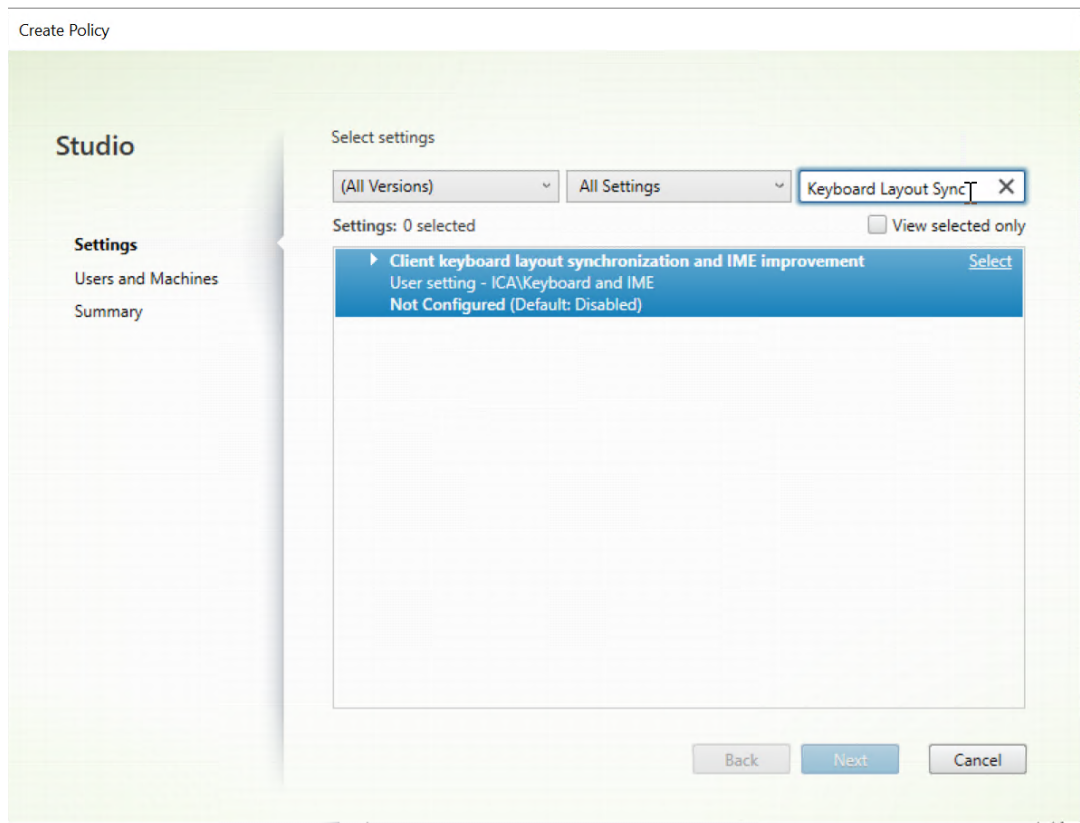 Create Policy
Studio
Settings
Users and Machines
Summary
Select settings
(All Versions)
All Settings
Keyboard Layout Sync
Settings: 0 selected
View selected only
Client keyboard layout synchronization and IME improvement
Select
User setting - ICA\Keyboard and IME
Not Configured (Default: Disabled)
Back
Next
Cancel